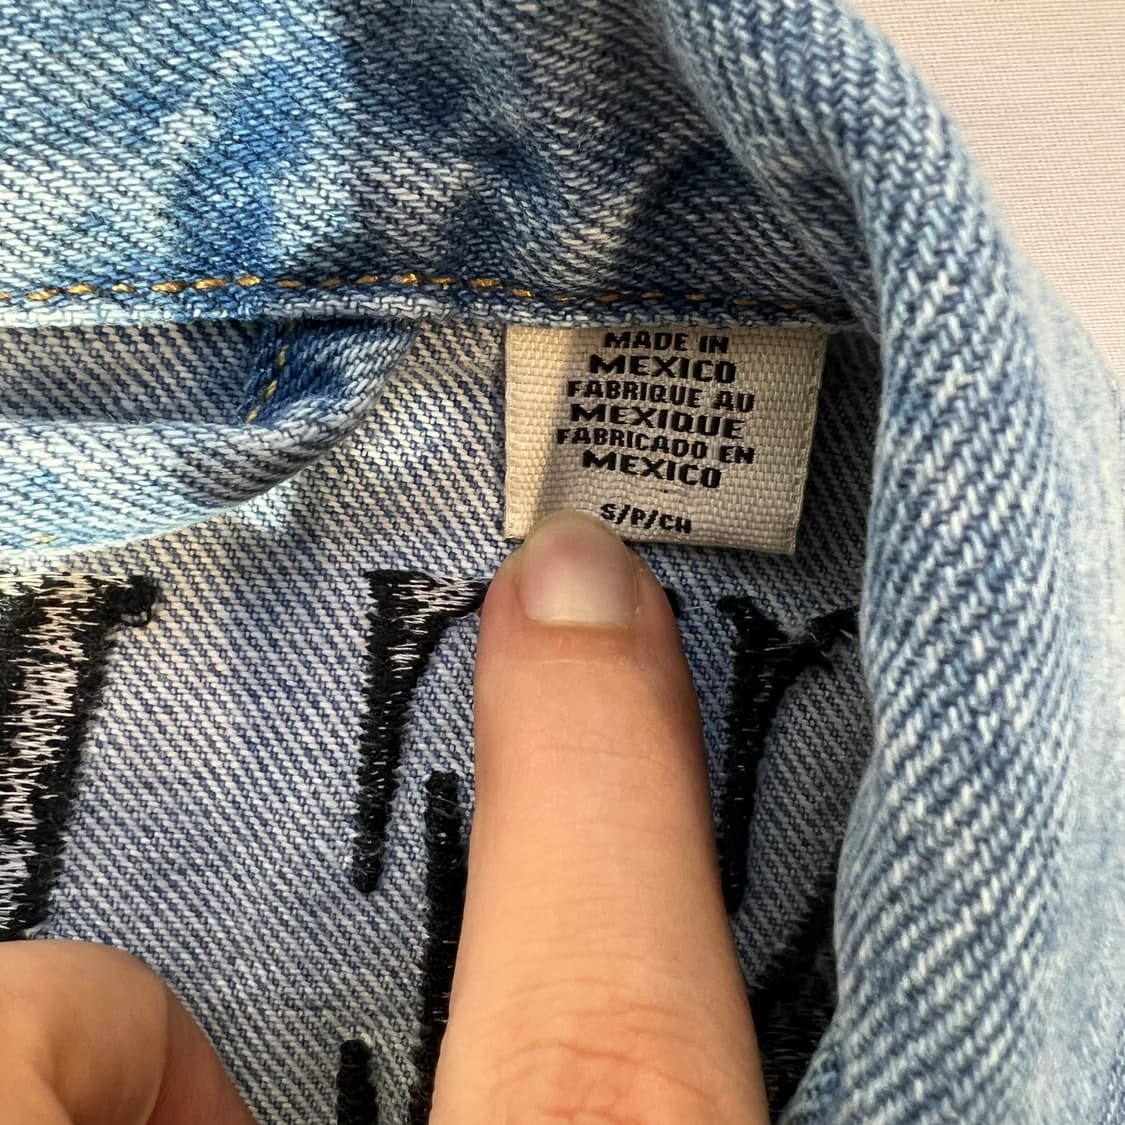 MADE IN
MEXICO
FABRIQUE AU
MEXIQUE
FABRICADO EN
MEXICO
S/P/CH